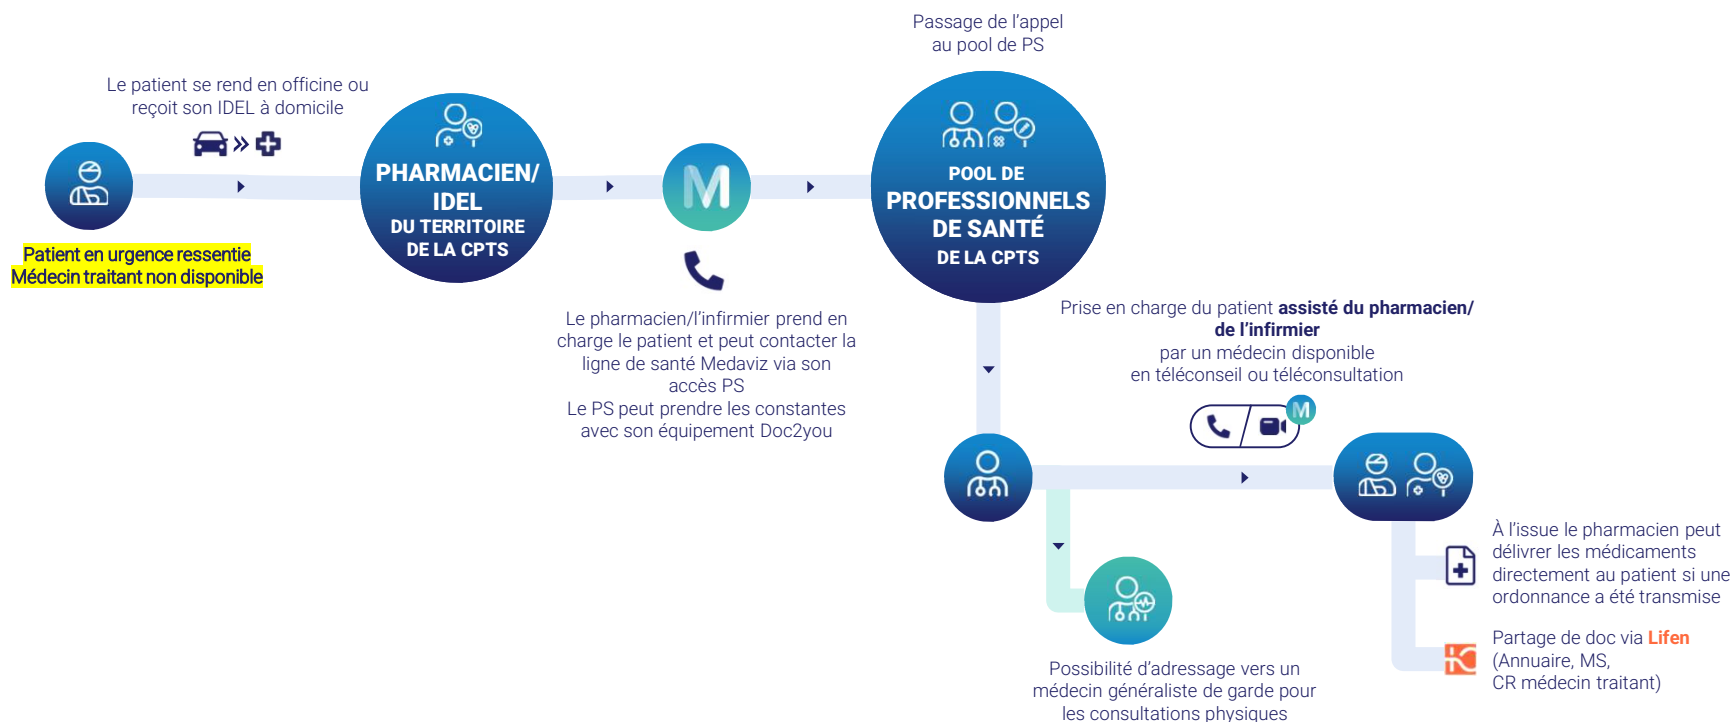 Passage de l’appel
au pool de PS
Le patient se rend en officine ou
reçoit son IDEL à domicile
PHARMACIEN/
IDEL
DU TERRITOIRE
DE LA CPTS
M
POOL DE
PROFESSIONNELS
DE SANTÉ
DE LA CPTS
Patient en urgence ressentie
Médecin traitant non disponible
Le pharmacien/l’infirmier prend en
charge le patient et peut contacter la
ligne de santé Medaviz via son
accès PS
Le PS peut prendre les constantes
avec son équipement Doc2you
Prise en charge du patient assisté du pharmacien/
de l’infirmier
par un médecin disponible
en téléconseil ou téléconsultation
M
À l’issue le pharmacien peut
délivrer les médicaments
directement au patient si une
ordonnance a été transmise
Partage de doc via Lifen
(Annuaire, MS,
CR médecin traitant)
Possibilité d’adressage vers un
médecin généraliste de garde pour
les consultations physiques